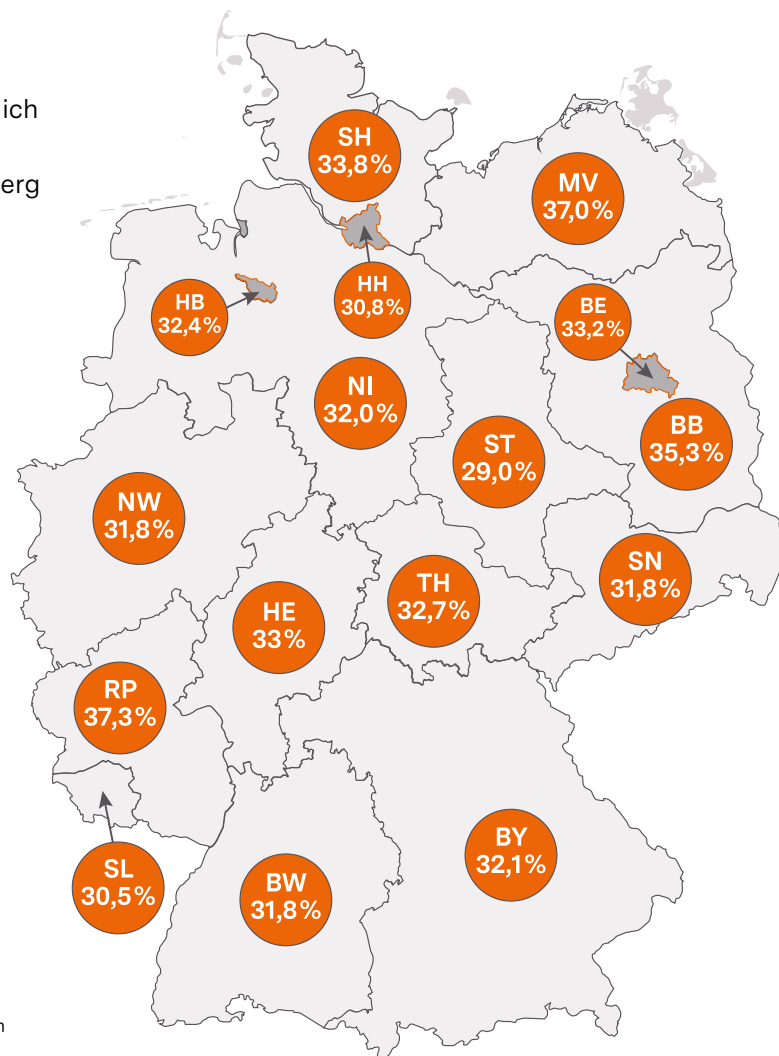 ich
erg
SH
33,8%
MV
37,0%
HH
30,8%
HB
32,4%
BE
33,2%
NI
32,0%
BB
35,3%
ST
29,0%
NW
31,8%
SN
31,8%
TH
32,7%
HE
33%
RP
37,3%
BY
32,1%
SL
30,5%
BW
31,8%
n